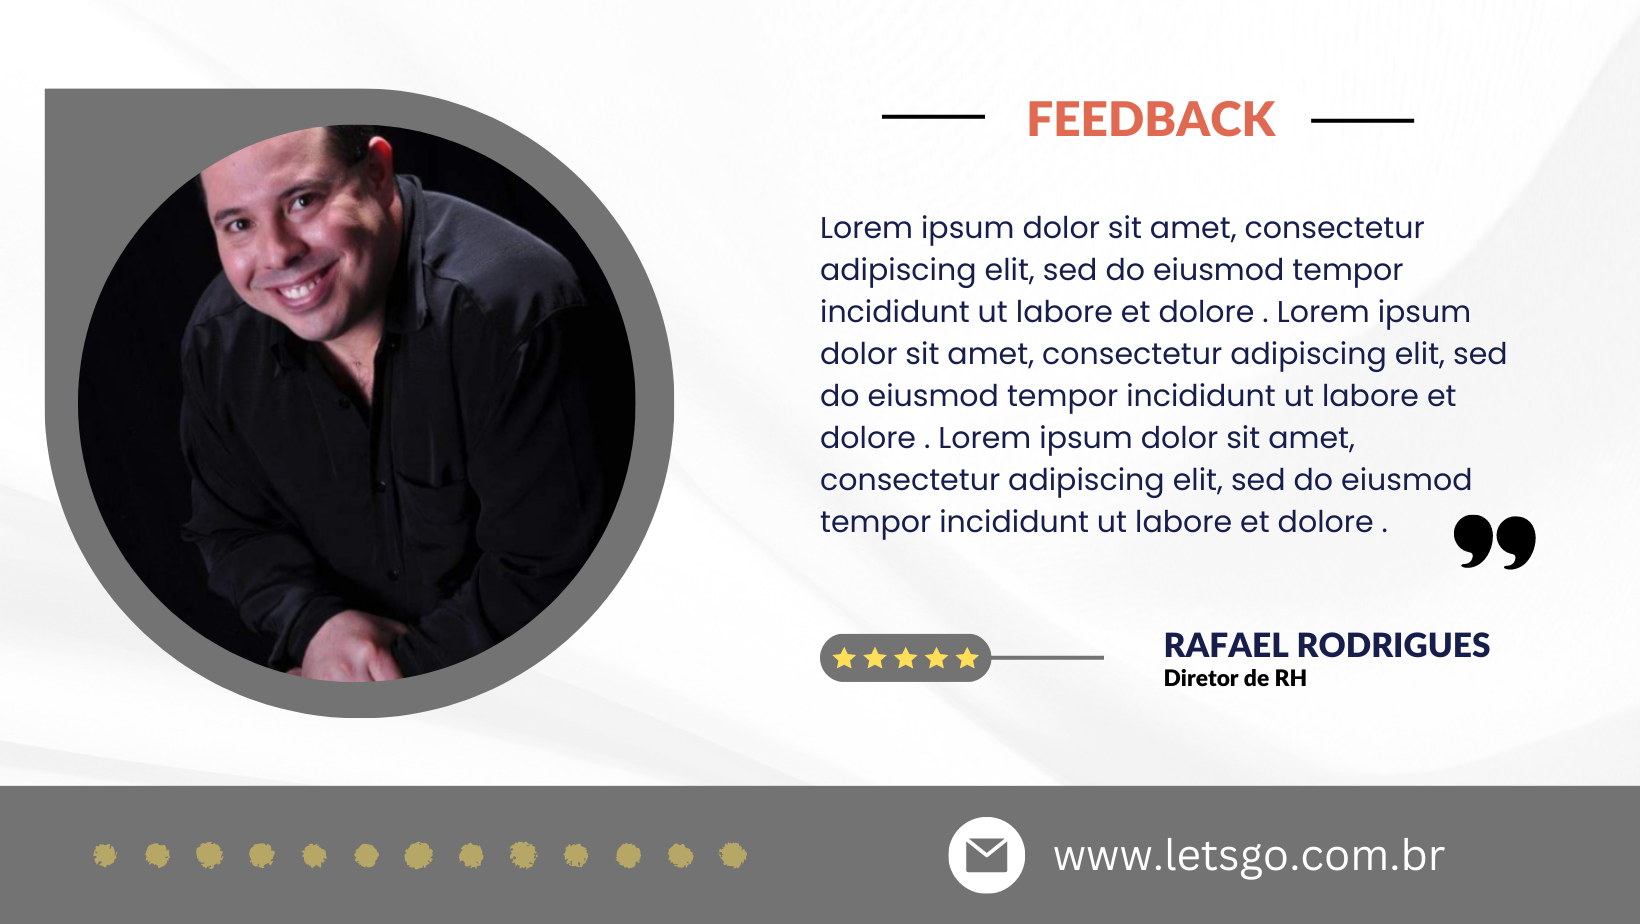 FEEDBACK
Lorem ipsum dolor sit amet, consectetur
adipiscing elit, sed do eiusmod tempor
incididunt ut labore et dolore . Lorem ipsum
dolor sit amet, consectetur adipiscing elit, sed
do eiusmod tempor incididunt ut labore et
dolore . Lorem ipsum dolor sit amet,
consectetur adipiscing elit, sed do eiusmod
tempor incididunt ut labore et dolore .
”
RAFAEL RODRIGUES
Diretor de RH
www.letsgo.com.br